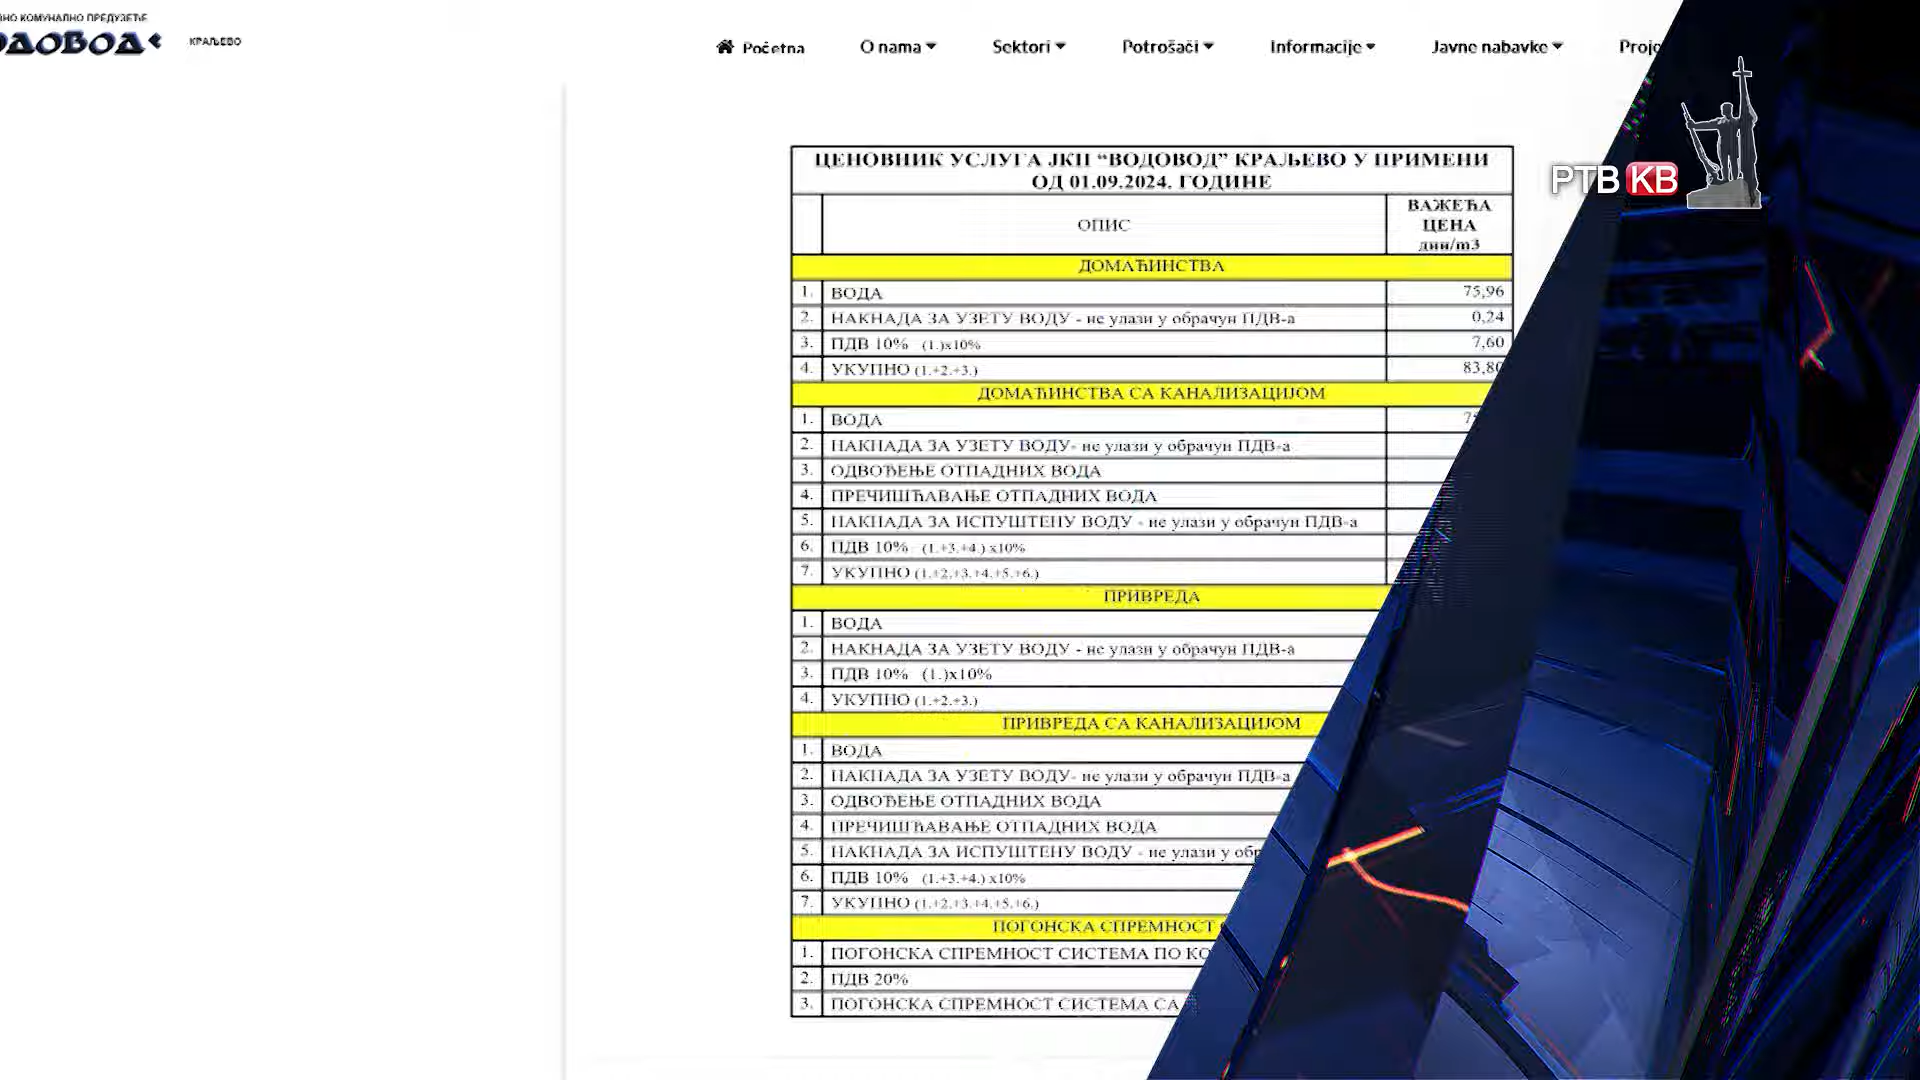 КОМУНАЛНО ПРЕДУЗЕЋЕ
КРАЉЕВО
Početna
O nama
Sektori
Potrošači
Informacije
Javne nabavke
РТВ КВ
ЦЕНОВНИК УСЛУГА ЈКП “ВОДОВОД” КРАЉЕВО У ПРИМЕНИ
ОД 01.09.2024. ГОДИНЕ
ОПИС
ВАЖЕЋА
ЦЕНА
дин/m3
ДОМАЋИНСТВА
1. ВОДА 75,96
2. НАКНАДА ЗА УЗЕТУ ВОДУ - не улази у обрачун ПДВ-а 0,24
3. ПДВ 10% (1.)x10% 7,60
4. УКУПНО (1.+2.+3.) 83,80
ДОМАЋИНСТВА СА КАНАЛИЗАЦИЈОМ
1. ВОДА
2. НАКНАДА ЗА УЗЕТУ ВОДУ- не улази у обрачун ПДВ-а
3. ОДВОЂЕЊЕ ОТПАДНИХ ВОДА
4. ПРЕЧИШЋАВАЊЕ ОТПАДНИХ ВОДА
5. НАКНАДА ЗА ИСПУШТЕНУ ВОДУ - не улази у обрачун ПДВ-а
6. ПДВ 10% (1.+3.+4.) x10%
7. УКУПНО (1.+2.+3.+4.+5.+6.)
ПРИВРЕДА
1. ВОДА
2. НАКНАДА ЗА УЗЕТУ ВОДУ - не улази у обрачун ПДВ-а
3. ПДВ 10% (1.)x10%
4. УКУПНО (1.+2.+3.)
ПРИВРЕДА СА КАНАЛИЗАЦИЈОМ
1. ВОДА
2. НАКНАДА ЗА УЗЕТУ ВОДУ- не улази у обрачун ПДВ-а
3. ОДВОЂЕЊЕ ОТПАДНИХ ВОДА
4. ПРЕЧИШЋАВАЊЕ ОТПАДНИХ ВОДА
5. НАКНАДА ЗА ИСПУШТЕНУ ВОДУ - не улази у
6. ПДВ 10% (1.+3.+4.) x10%
7. УКУПНО (1.+2.+3.+4.+5.+6.)
ПОГОНСКА СПРЕМНОСТ
1. ПОГОНСКА СПРЕМНОСТ СИСТЕМА ПО
2. ПДВ 20%
3. ПОГОНСКА СПРЕМНОСТ СИСТЕМА СА